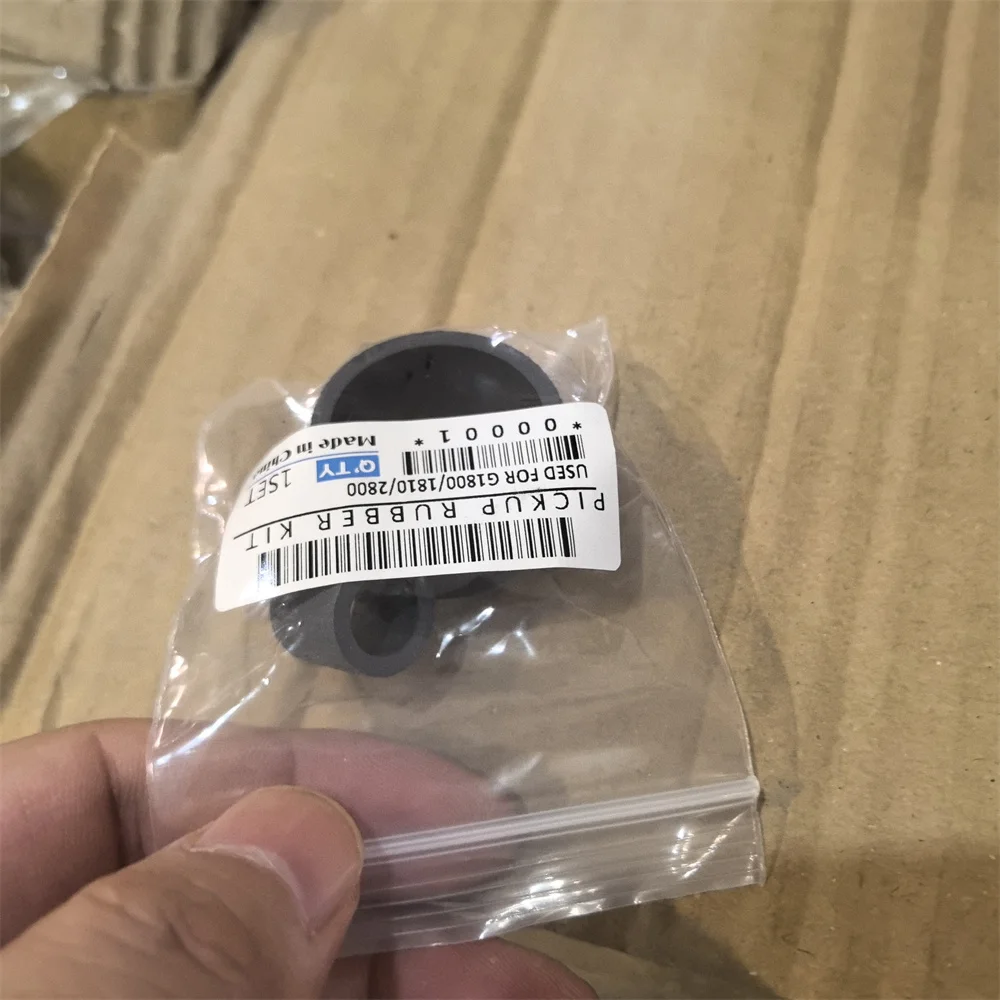 PICKUP RUBBER KIT
USED FOR G1800/1810/2800
*00001*
Q'TY
1SET
Made in China